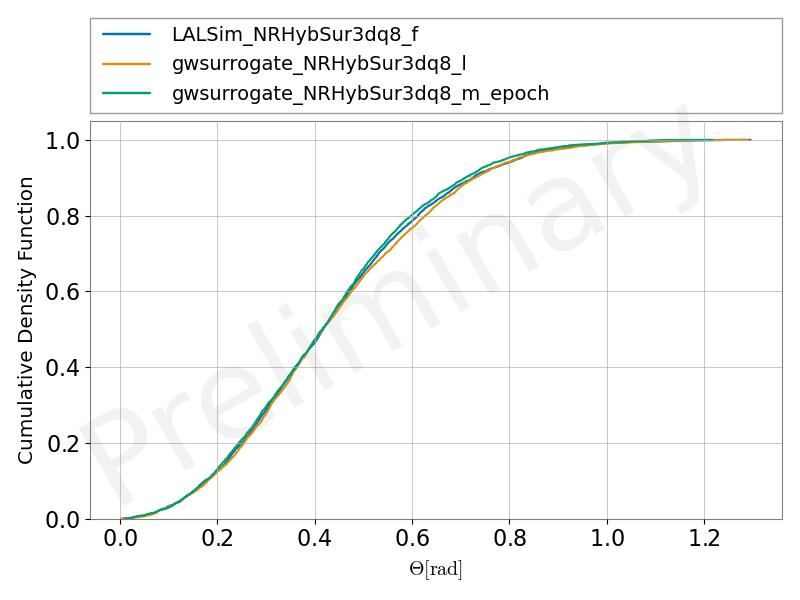 LALSim_NRHybSur3dq8_f
gwsurrogate_NRHybSur3dq8_l
gwsurrogate_NRHybSur3dq8_m_epoch
1.0
0.8
0.6
0.4
0.2
0.0
Cumulative Density Function
Preliminary
0.0 0.2 0.4 0.6 0.8 1.0 1.2
Θ[rad]